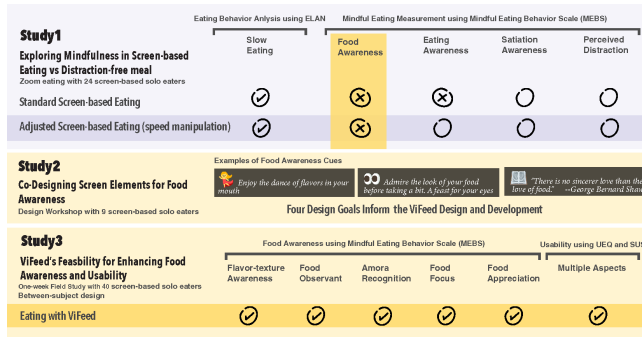 Eating Behavior Anlysis using ELAN
Mindful Eating Measurement using Mindful Eating Behavior Scale (MEBS)
Study1
Exploring Mindfulness in Screen-based
Eating vs Distraction-free meal
Zoom eating with 24 screen-based solo eaters
Slow
Eating
Food
Awareness
Eating
Awareness
Satiation
Awareness
Perceived
Distraction
Standard Screen-based Eating
Adjusted Screen-based Eating (speed manipulation)
Study2
Co-Designing Screen Elements for Food
Awareness
Design Workshop with 9 screen-based solo eaters
Examples of Food Awareness Cues
Enjoy the dance of flavors in your
mouth
Admire the look of your food
before taking a bit. A feast for your eyes
"There is no sincerer love than the
love of food." --George Bernard Shaw
Four Design Goals Inform the ViFeed Design and Development
Study3
ViFeed's Feasbility for Enhancing Food
Awareness and Usability
One-week Field Study with 40 screen-based solo eaters
Between-subject design
Food Awareness using Mindful Eating Behavior Scale (MEBS)
Usability using UEQ and SUS
Flavor-texture
Awareness
Food
Observant
Amora
Recognition
Food
Focus
Food
Appreciation
Multiple Aspects
Eating with ViFeed